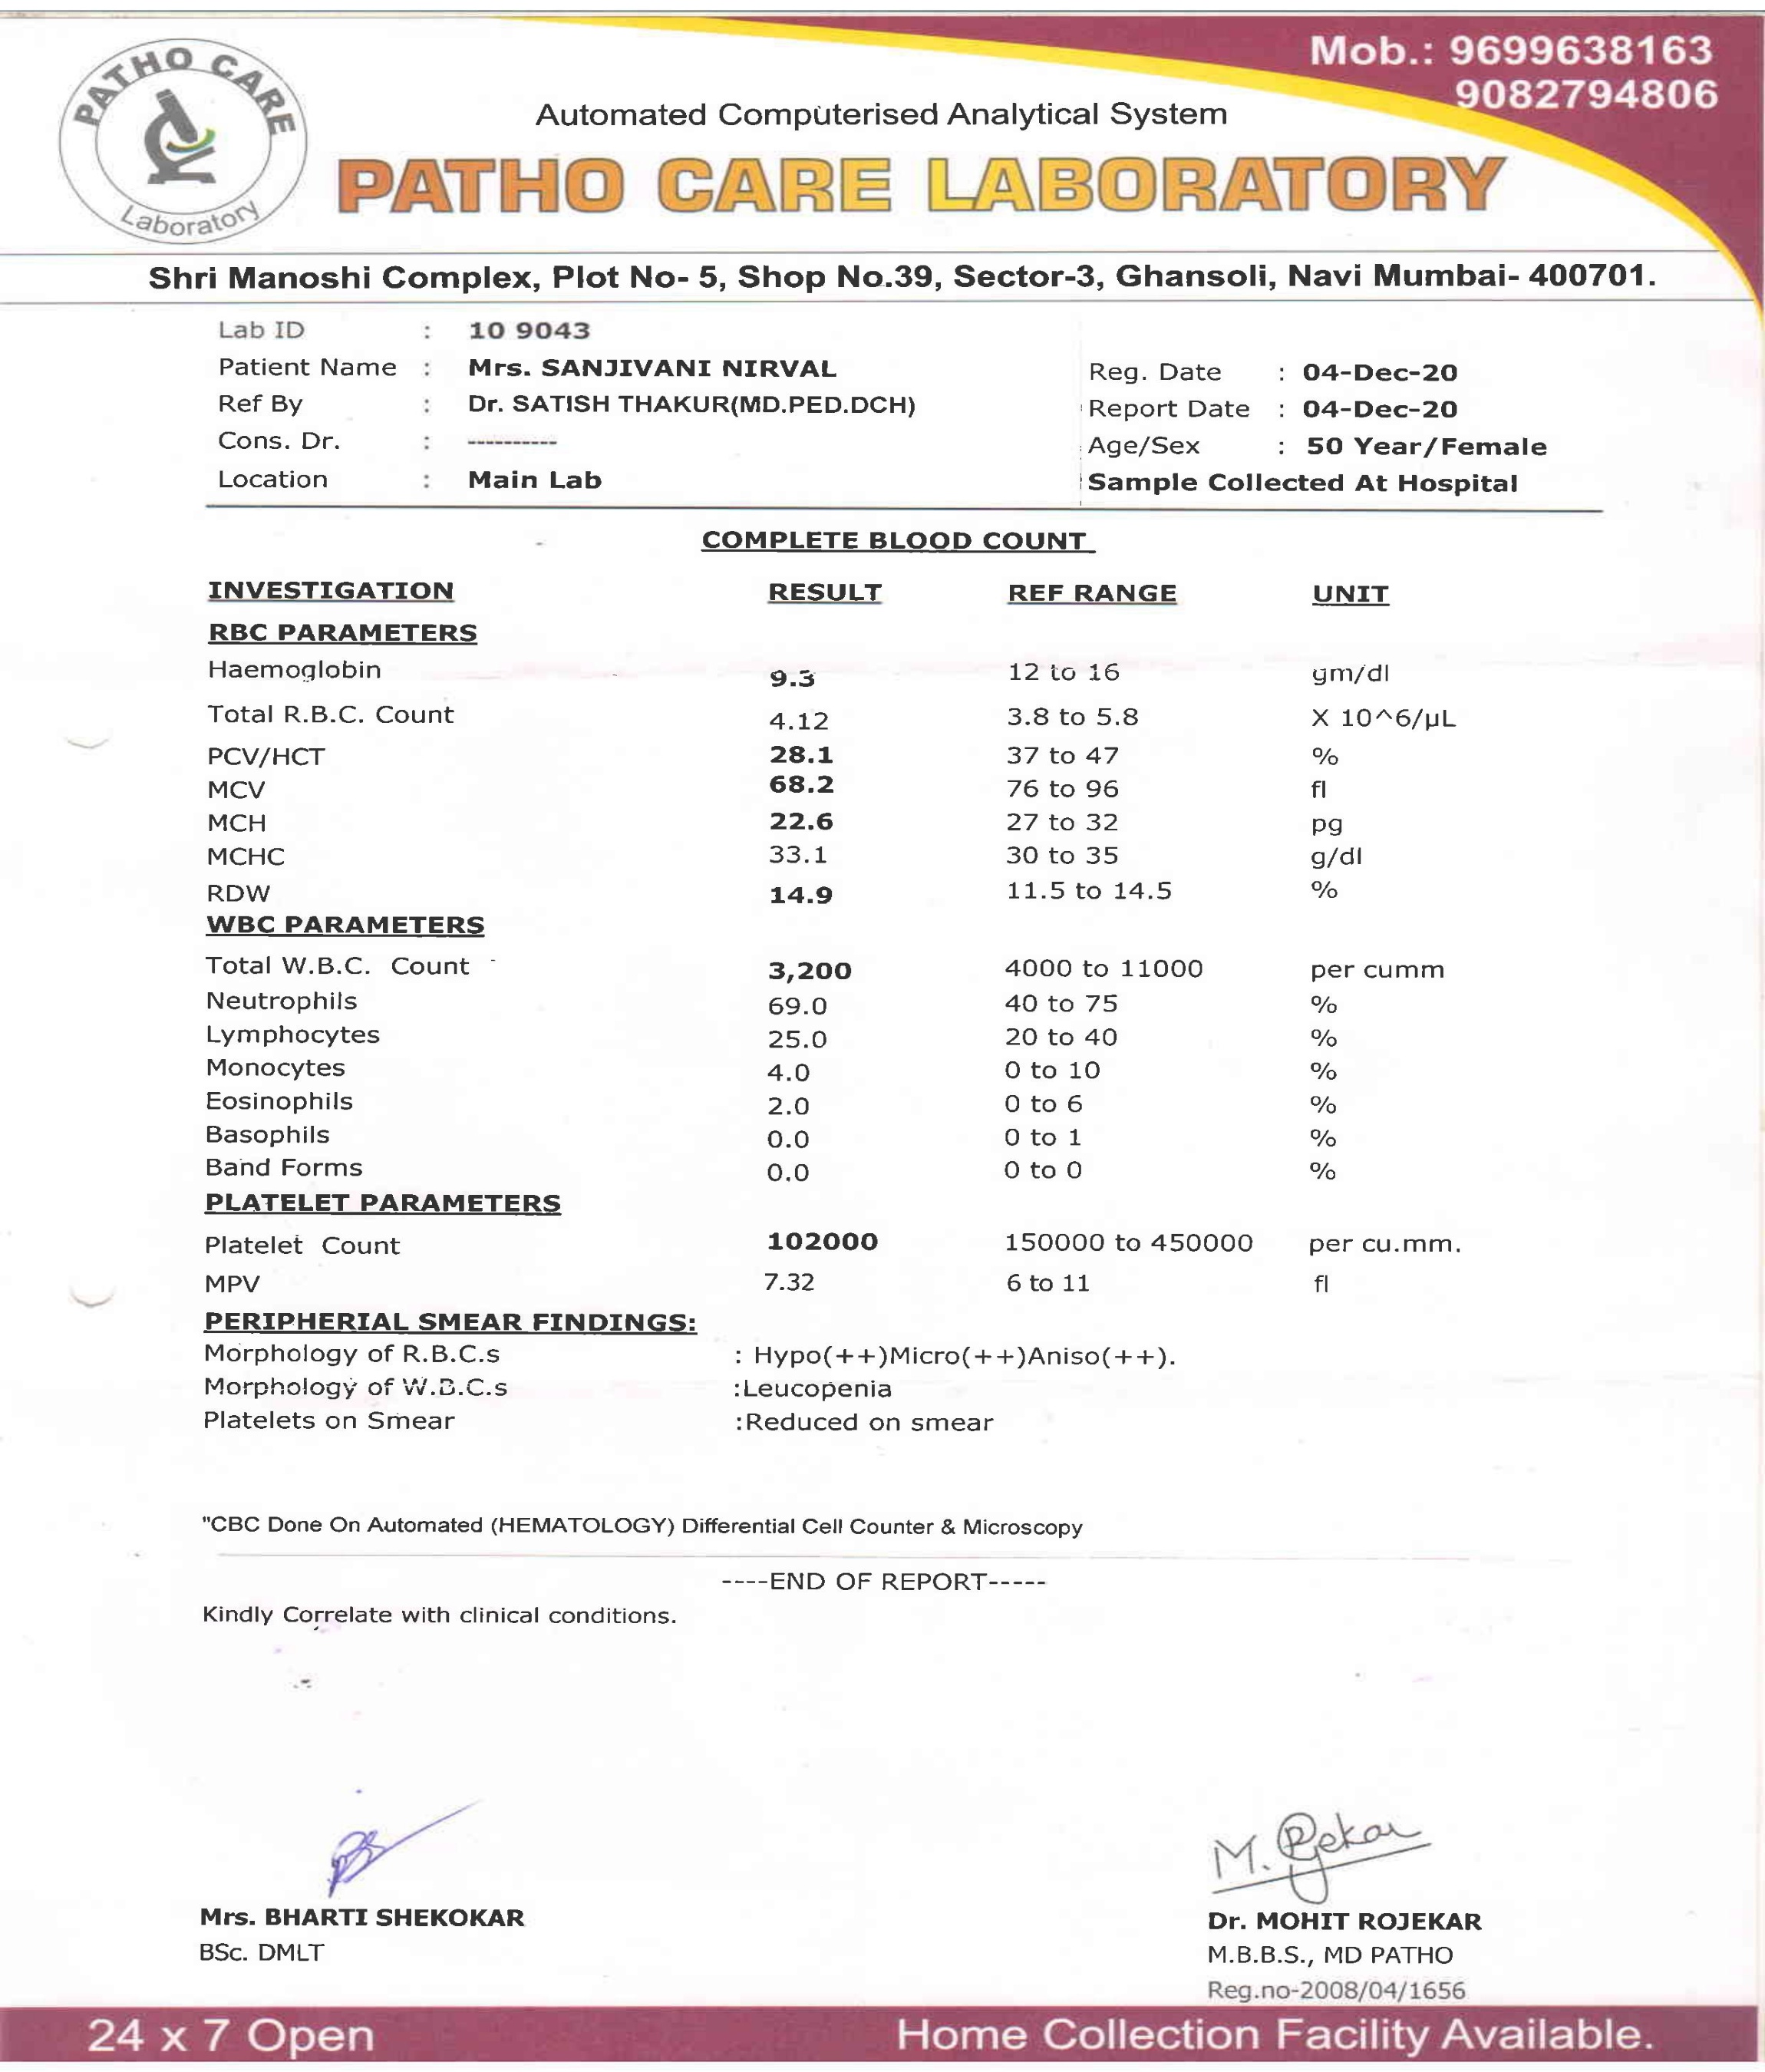 PATHO CARE
Laboratory
Mob.: 9699638163
9082794806
Automated Computerised Analytical System
PATHO CARE LABORATORY
Shri Manoshi Complex, Plot No- 5, Shop No.39, Sector-3, Ghansoli, Navi Mumbai- 400701.
Lab ID : 10 9043
Patient Name : Mrs. SANJIVANI NIRVAL Reg. Date : 04-Dec-20
Ref By : Dr. SATISH THAKUR(MD.PED.DCH) Report Date : 04-Dec-20
Cons. Dr. : ---------- Age/Sex : 50 Year/Female
Location : Main Lab Sample Collected At Hospital
COMPLETE BLOOD COUNT
INVESTIGATION RESULT REF RANGE UNIT
RBC PARAMETERS
Haemoglobin 9.3 12 to 16 gm/dl
Total R.B.C. Count 4.12 3.8 to 5.8 X 10^6/µL
PCV/HCT 28.1 37 to 47 %
MCV 68.2 76 to 96 fl
MCH 22.6 27 to 32 pg
MCHC 33.1 30 to 35 g/dl
RDW 14.9 11.5 to 14.5 %
WBC PARAMETERS
Total W.B.C. Count 3,200 4000 to 11000 per cumm
Neutrophils 69.0 40 to 75 %
Lymphocytes 25.0 20 to 40 %
Monocytes 4.0 0 to 10 %
Eosinophils 2.0 0 to 6 %
Basophils 0.0 0 to 1 %
Band Forms 0.0 0 to 0 %
PLATELET PARAMETERS
Platelet Count 102000 150000 to 450000 per cu.mm.
MPV 7.32 6 to 11 fl
PERIPHERIAL SMEAR FINDINGS:
Morphology of R.B.C.s : Hypo(++)Micro(++)Aniso(++).
Morphology of W.B.C.s :Leucopenia
Platelets on Smear :Reduced on smear
"CBC Done On Automated (HEMATOLOGY) Differential Cell Counter & Microscopy
----END OF REPORT-----
Kindly Correlate with clinical conditions.
M. Rojekar
Mrs. BHARTI SHEKOKAR Dr. MOHIT ROJEKAR
BSc. DMLT M.B.B.S., MD PATHO
Reg.no-2008/04/1656
24 x 7 Open Home Collection Facility Available.